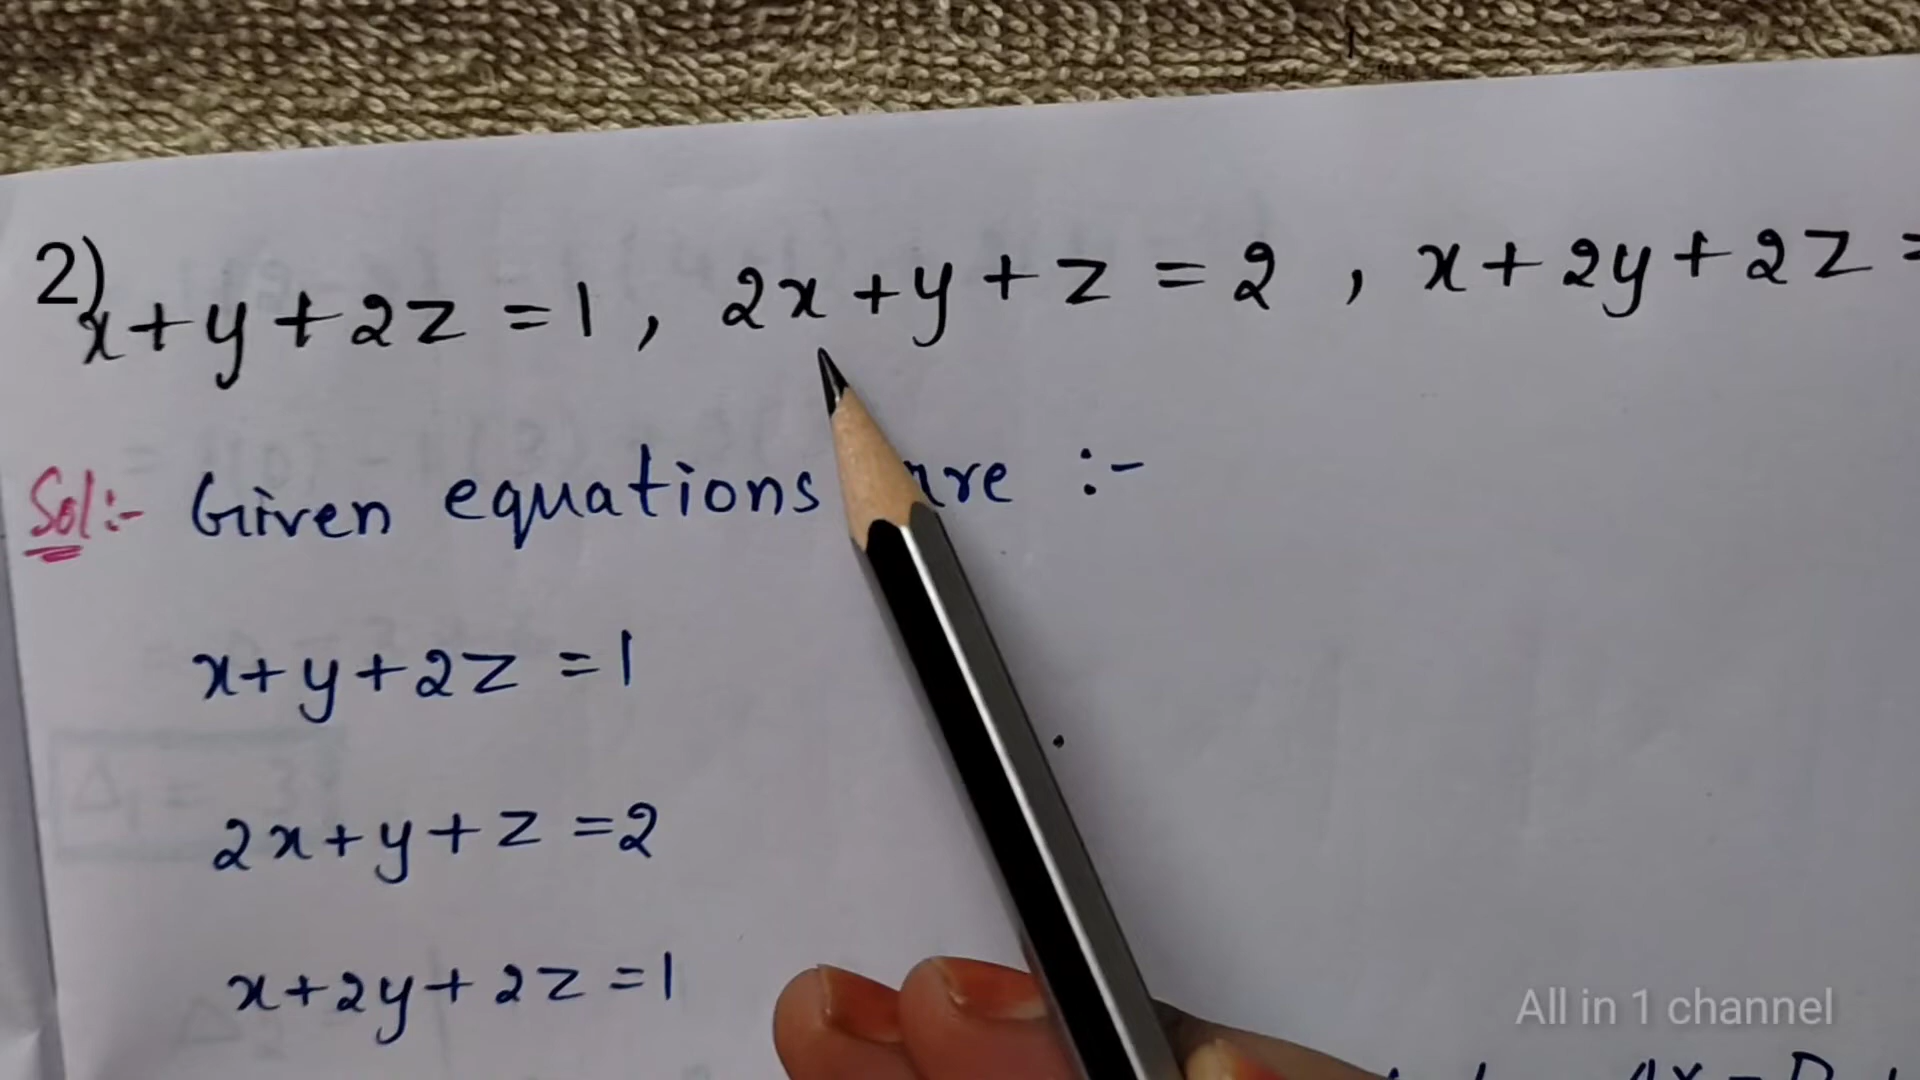 2)
x+y+2z=1, 2x+y+z=2, x+2y+2z=
Sol:- Given equations are :-
x+y+2z=1
2x+y+z=2
x+2y+2z=1
All in 1 channel